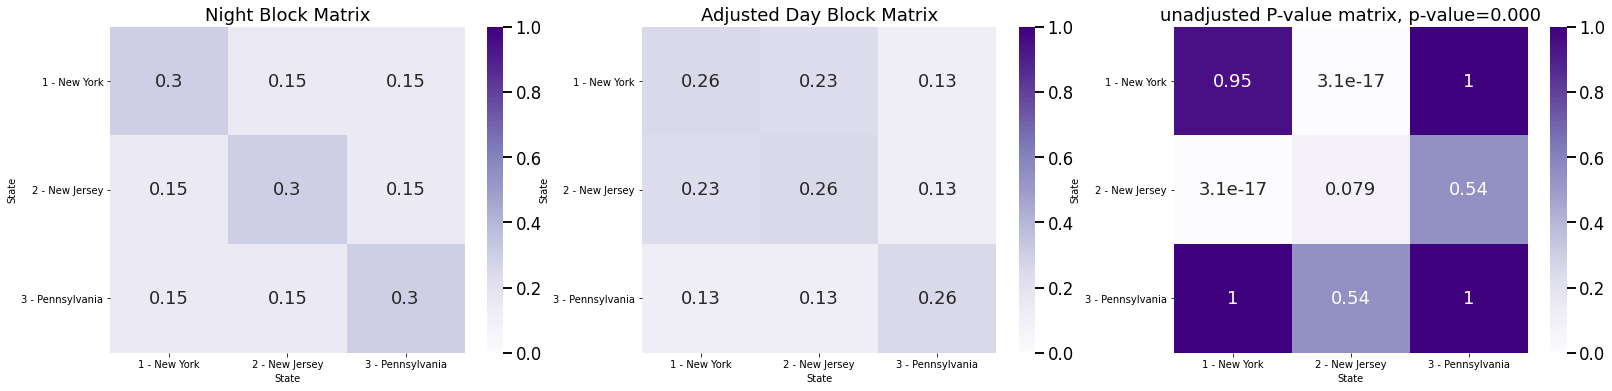 Night Block Matrix
State
1 - New York
2 - New Jersey
3 - Pennsylvania
0.3 0.15 0.15
0.15 0.3 0.15
0.15 0.15 0.3
1 - New York 2 - New Jersey 3 - Pennsylvania
State
1.0
0.8
0.6
0.4
0.2
0.0
Adjusted Day Block Matrix
State
1 - New York
2 - New Jersey
3 - Pennsylvania
0.26 0.23 0.13
0.23 0.26 0.13
0.13 0.13 0.26
1 - New York 2 - New Jersey 3 - Pennsylvania
State
1.0
0.8
0.6
0.4
0.2
0.0
unadjusted P-value matrix, p-value=0.000
State
1 - New York
2 - New Jersey
3 - Pennsylvania
0.95 3.1e-17 1
3.1e-17 0.079 0.54
1 0.54 1
1 - New York 2 - New Jersey 3 - Pennsylvania
State
1.0
0.8
0.6
0.4
0.2
0.0